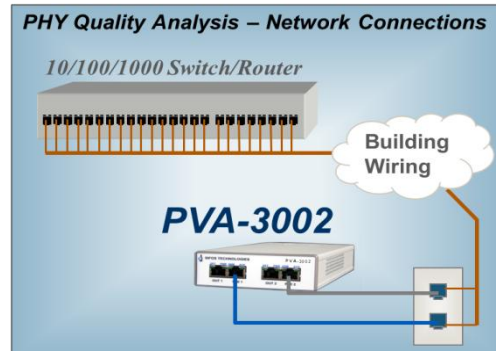 PHY Quality Analysis – Network Connections
10/100/1000 Switch/Router
Building
Wiring
PVA-3002